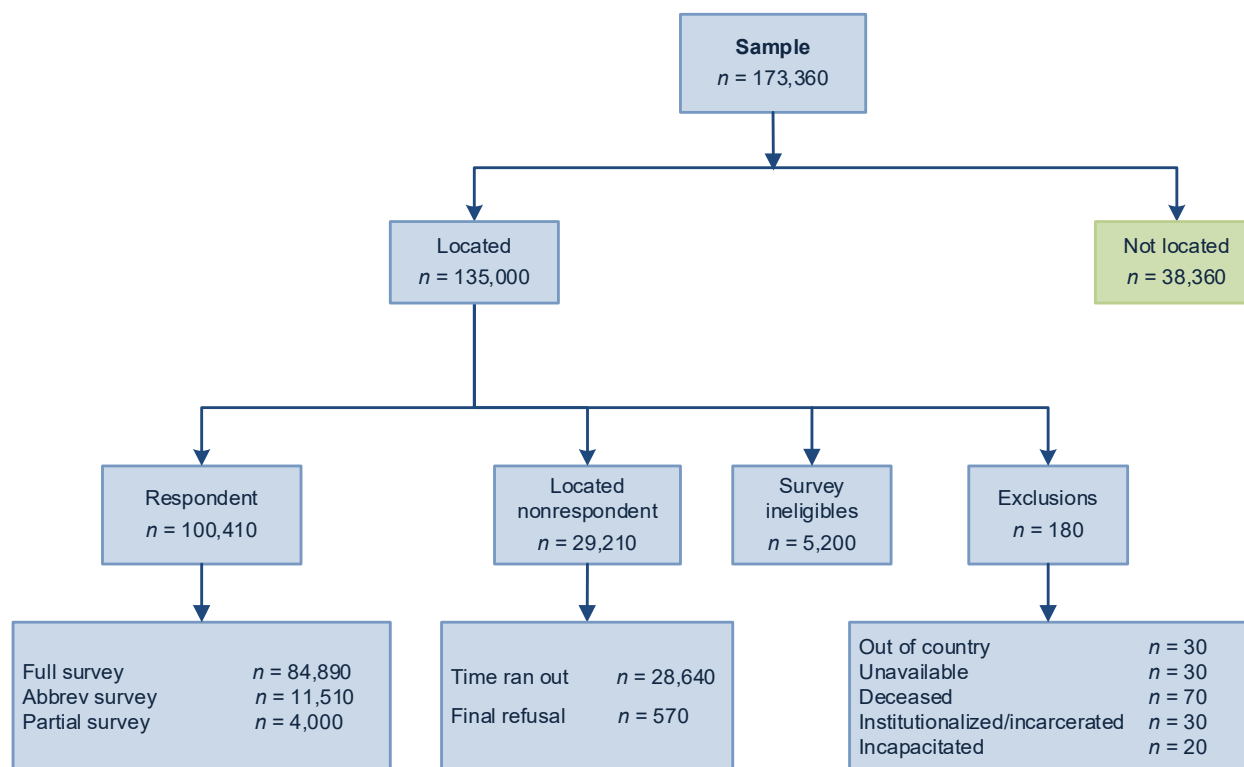 Sample
n = 173,360
Located
n = 135,000
Not located
n = 38,360
Respondent
n = 100,410
Located
nonrespondent
n = 29,210
Survey
ineligibles
n = 5,200
Exclusions
n = 180
Full survey n = 84,890
Abbrev survey n = 11,510
Partial survey n = 4,000
Time ran out n = 28,640
Final refusal n = 570
Out of country n = 30
Unavailable n = 30
Deceased n = 70
Institutionalized/incarcerated n = 30
Incapacitated n = 20